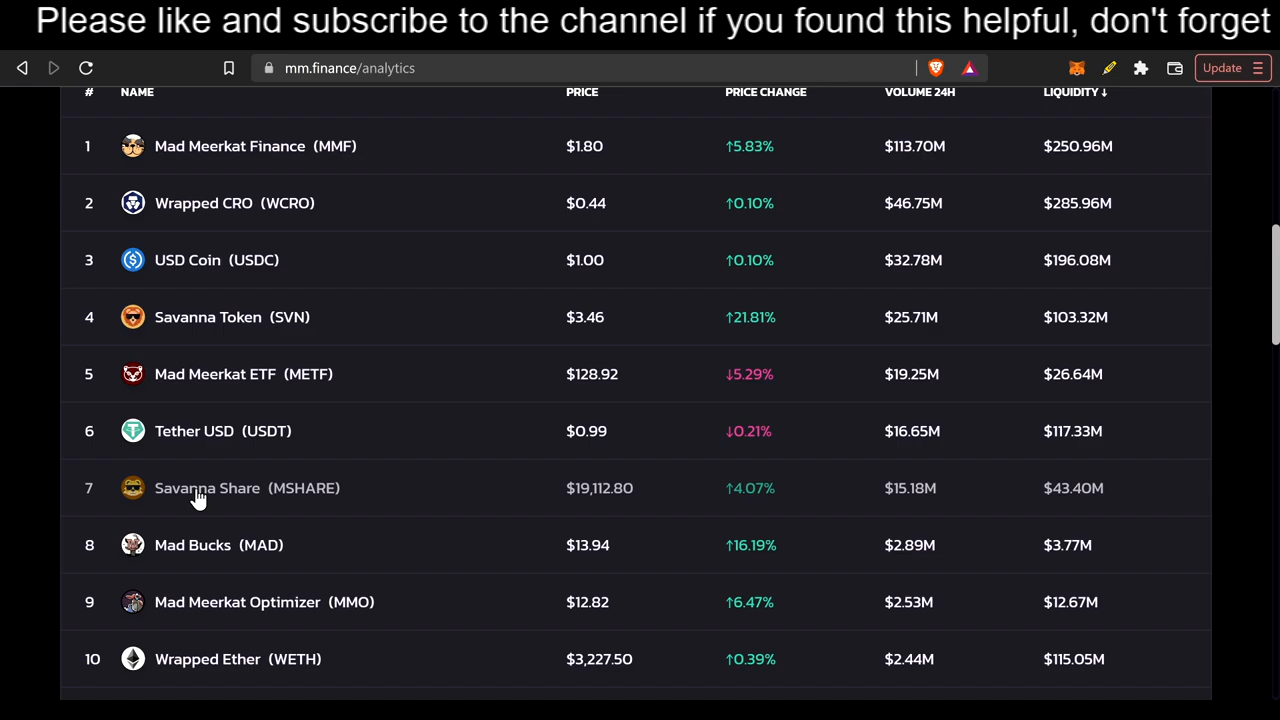 Please like and subscribe to the channel if you found this helpful, don't forget
mm.finance/analytics Update
# NAME PRICE PRICE CHANGE VOLUME 24H LIQUIDITY ↓
1 Mad Meerkat Finance (MMF) $1.80 ↑5.83% $113.70M $250.96M
2 Wrapped CRO (WCRO) $0.44 ↑0.10% $46.75M $285.96M
3 USD Coin (USDC) $1.00 ↑0.10% $32.78M $196.08M
4 Savanna Token (SVN) $3.46 ↑21.81% $25.71M $103.32M
5 Mad Meerkat ETF (METF) $128.92 ↓5.29% $19.25M $26.64M
6 Tether USD (USDT) $0.99 ↓0.21% $16.65M $117.33M
7 Savanna Share (MSHARE) $19,112.80 ↑4.07% $15.18M $43.40M
8 Mad Bucks (MAD) $13.94 ↑16.19% $2.89M $3.77M
9 Mad Meerkat Optimizer (MMO) $12.82 ↑6.47% $2.53M $12.67M
10 Wrapped Ether (WETH) $3,227.50 ↑0.39% $2.44M $115.05M